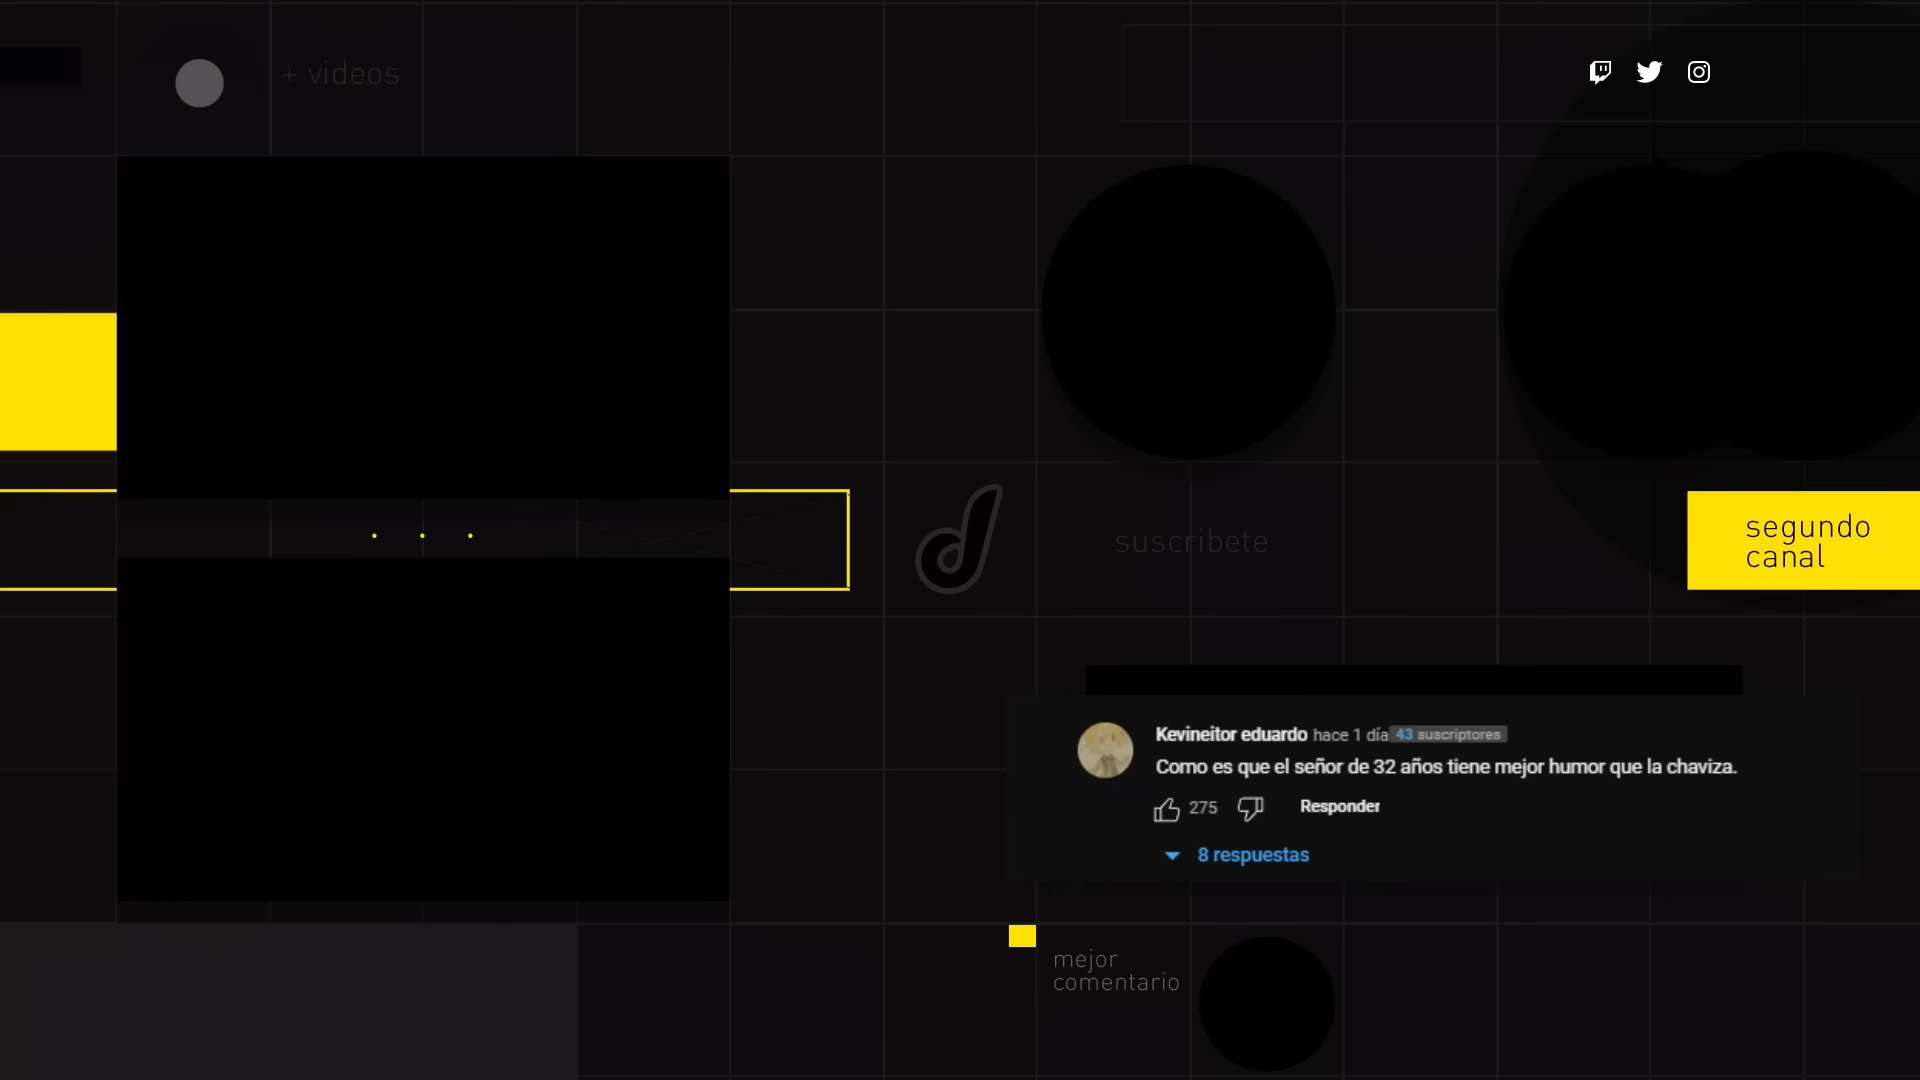 + videos
suscribete
segundo
canal
Kevineitor eduardo hace 1 día 43 suscriptores
Como es que el señor de 32 años tiene mejor humor que la chaviza.
275 Responder
8 respuestas
mejor
comentario